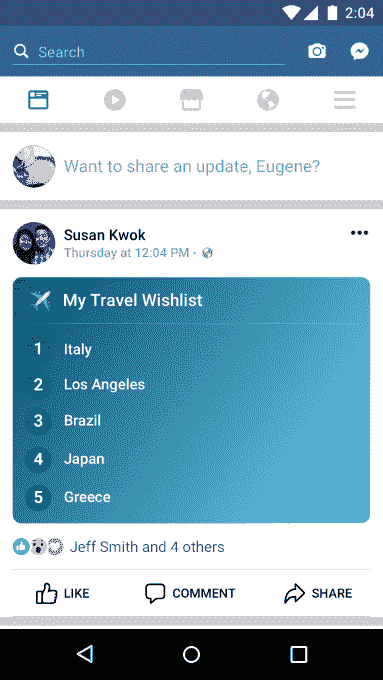 2:04
Search
Want to share an update, Eugene?
Susan Kwok
Thursday at 12:04 PM ·
My Travel Wishlist
1 Italy
2 Los Angeles
3 Brazil
4 Japan
5 Greece
Jeff Smith and 4 others
LIKE COMMENT SHARE